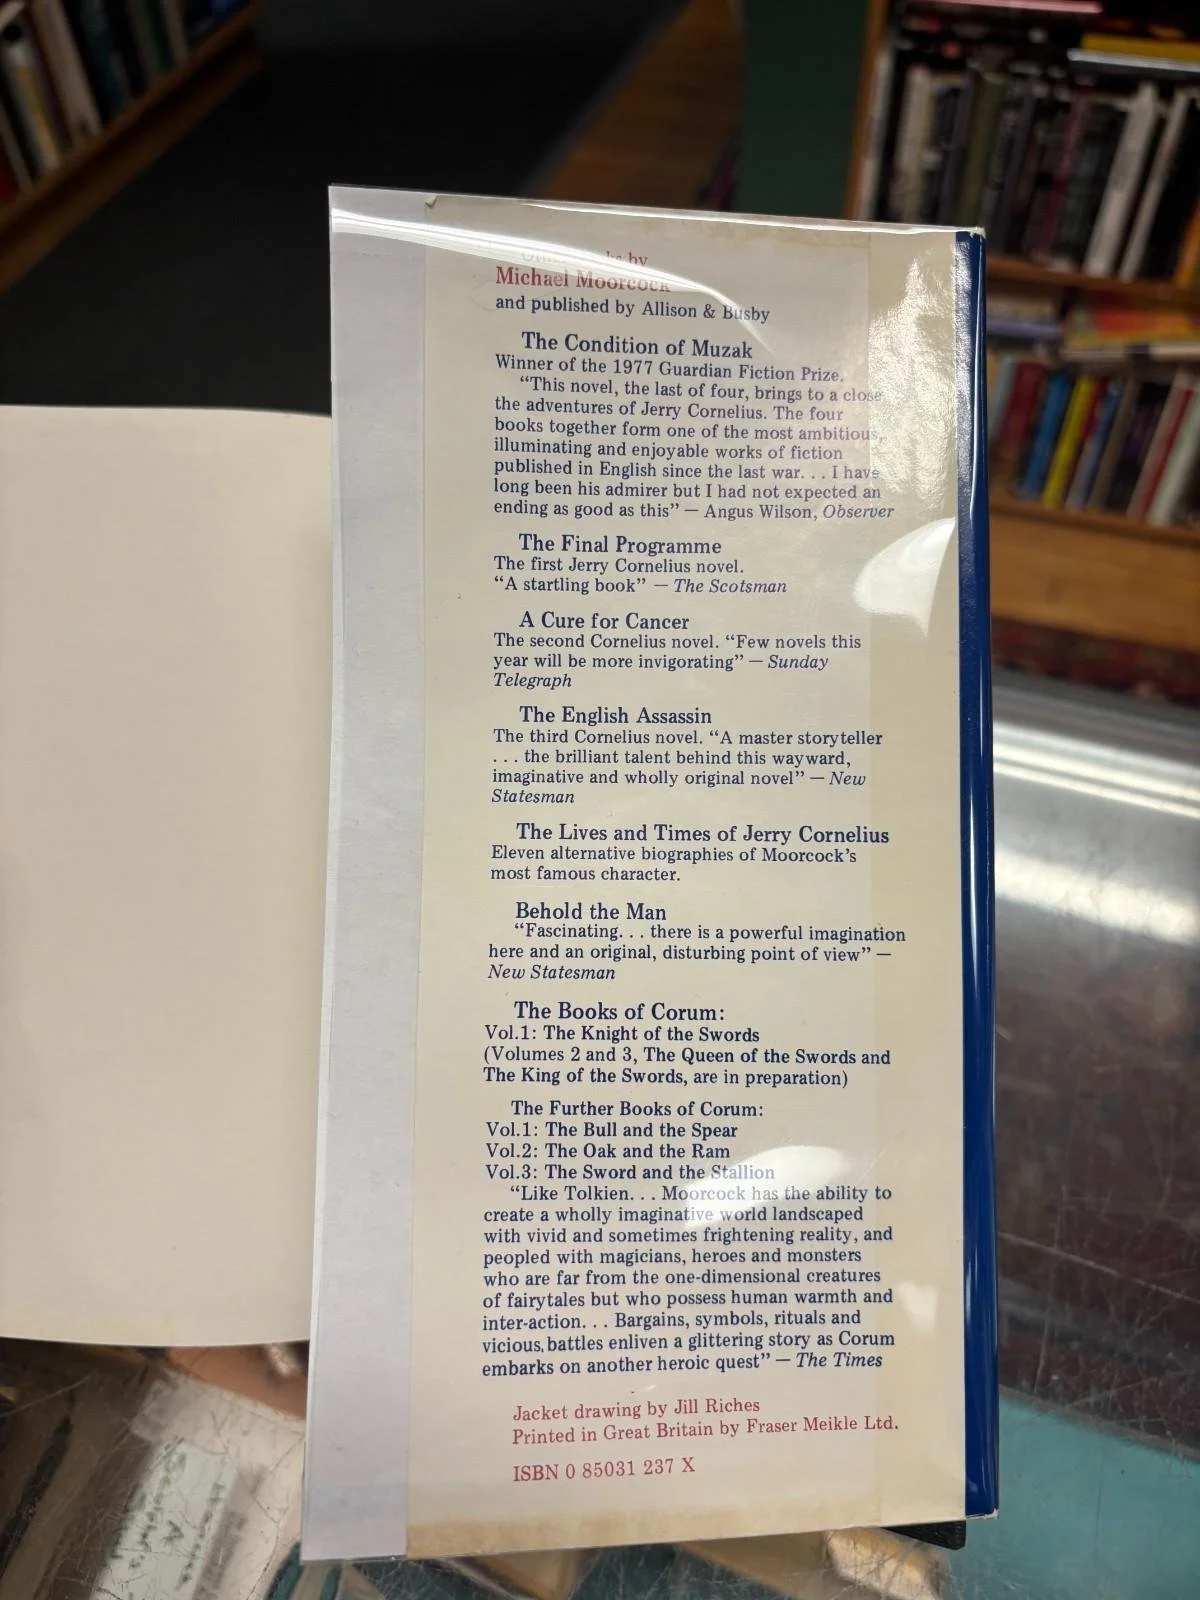 by
Michael Moorcock
and published by Allison & Busby
The Condition of Muzak
Winner of the 1977 Guardian Fiction Prize.
“This novel, the last of four, brings to a close
the adventures of Jerry Cornelius. The four
books together form one of the most ambitious,
illuminating and enjoyable works of fiction
published in English since the last war. . . I have
long been his admirer but I had not expected an
ending as good as this” — Angus Wilson, Observer
The Final Programme
The first Jerry Cornelius novel.
“A startling book” — The Scotsman
A Cure for Cancer
The second Cornelius novel. “Few novels this
year will be more invigorating” — Sunday
Telegraph
The English Assassin
The third Cornelius novel. “A master storyteller
. . . the brilliant talent behind this wayward,
imaginative and wholly original novel” — New
Statesman
The Lives and Times of Jerry Cornelius
Eleven alternative biographies of Moorcock’s
most famous character.
Behold the Man
“Fascinating. . . there is a powerful imagination
here and an original, disturbing point of view” —
New Statesman
The Books of Corum:
Vol.1: The Knight of the Swords
(Volumes 2 and 3, The Queen of the Swords and
The King of the Swords, are in preparation)
The Further Books of Corum:
Vol.1: The Bull and the Spear
Vol.2: The Oak and the Ram
Vol.3: The Sword and the Stallion
“Like Tolkien. . . Moorcock has the ability to
create a wholly imaginative world landscaped
with vivid and sometimes frightening reality, and
peopled with magicians, heroes and monsters
who are far from the one-dimensional creatures
of fairytales but who possess human warmth and
inter-action. . . Bargains, symbols, rituals and
vicious, battles enliven a glittering story as Corum
embarks on another heroic quest” — The Times
Jacket drawing by Jill Riches
Printed in Great Britain by Fraser Meikle Ltd.
ISBN 0 85031 237 X